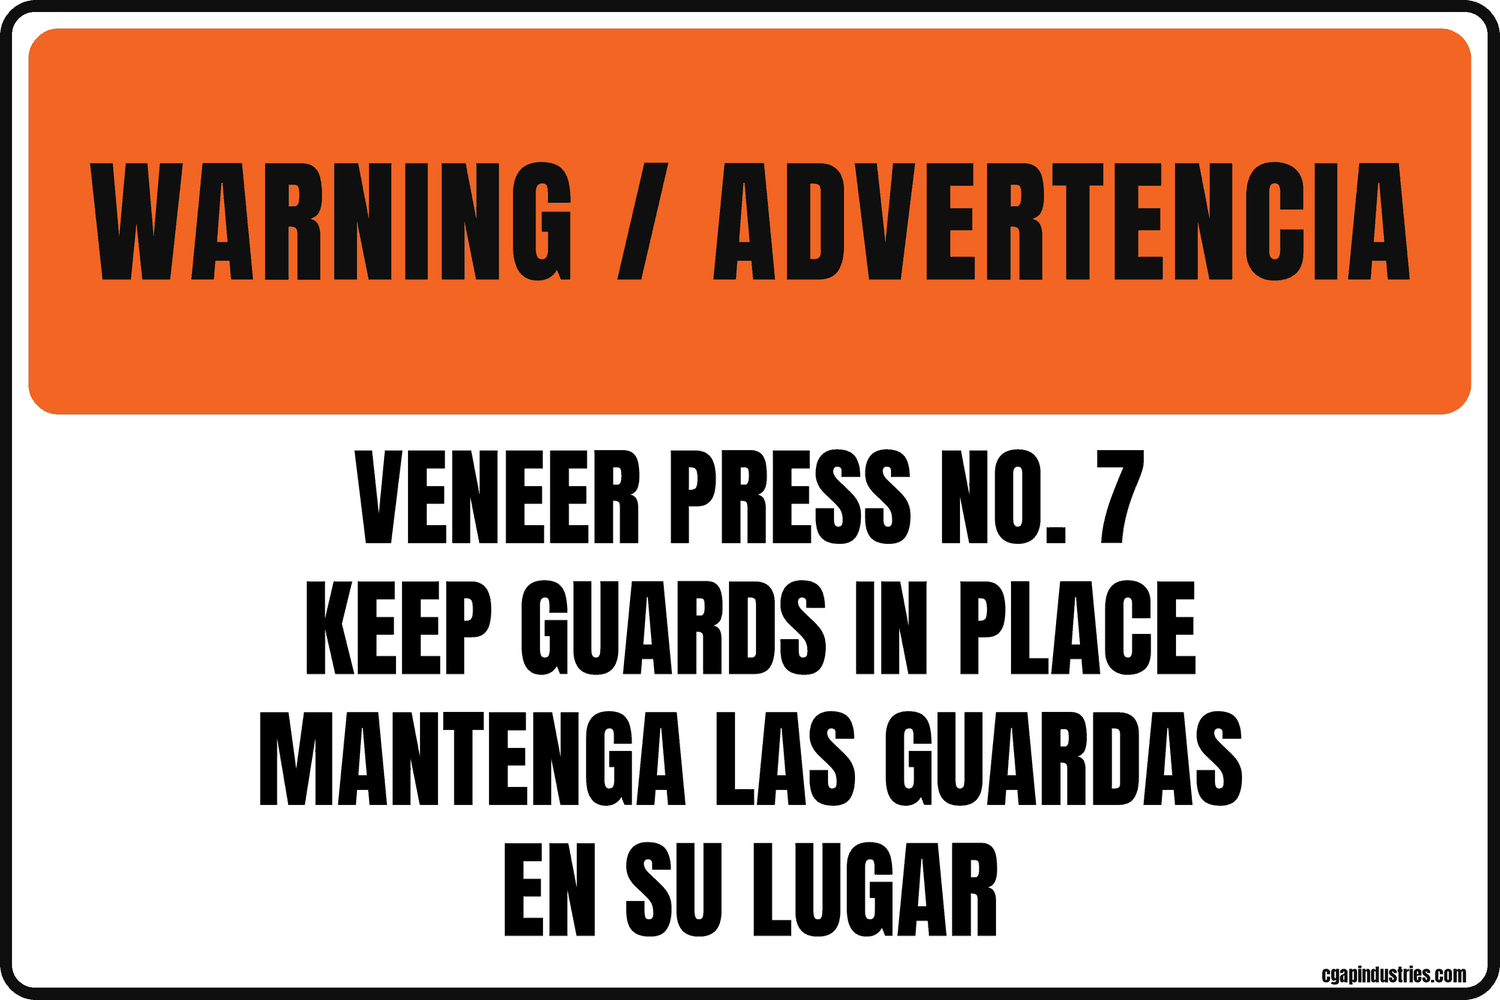 WARNING / ADVERTENCIA
VENEER PRESS NO. 7
KEEP GUARDS IN PLACE
MANTENGA LAS GUARDAS
EN SU LUGAR
cgapindustries.com